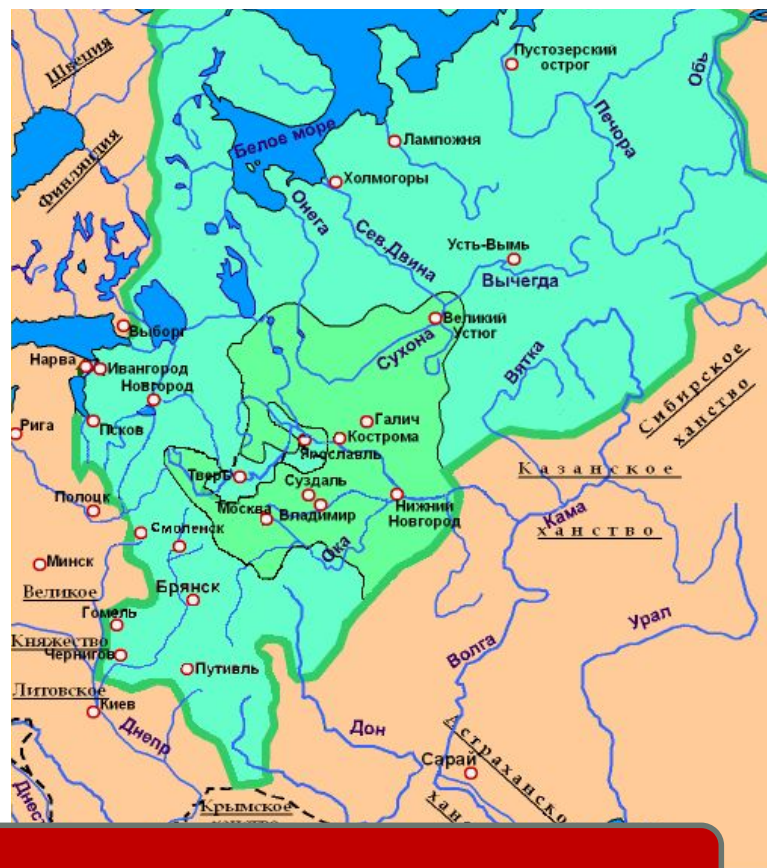 Швеция
Пустозерский
острог
Обь
Печора
Белое море
Лампожня
Финляндия
Холмогоры
Онега
Сев.Двина
Усть-Вымь
Вычегда
Великий
Устюг
Выборг
Сухона
Нарва
Ивангород
Новгород
Вятка
Сибирское
ханство
Галич
Рига
Псков
Кострома
Ярославль
Тверь
Казанское
Суздаль
Полоцк
Москва
Владимир
Нижний
Новгород
Кама
ханство
Смоленск
Ока
Минск
Великое
Брянск
Гомель
Урал
Княжество
Чернигов
Волга
Путивль
Литовское
Киев
Днепр
Дон
Астраханско
Сарай
Днес
Крымское
ханс